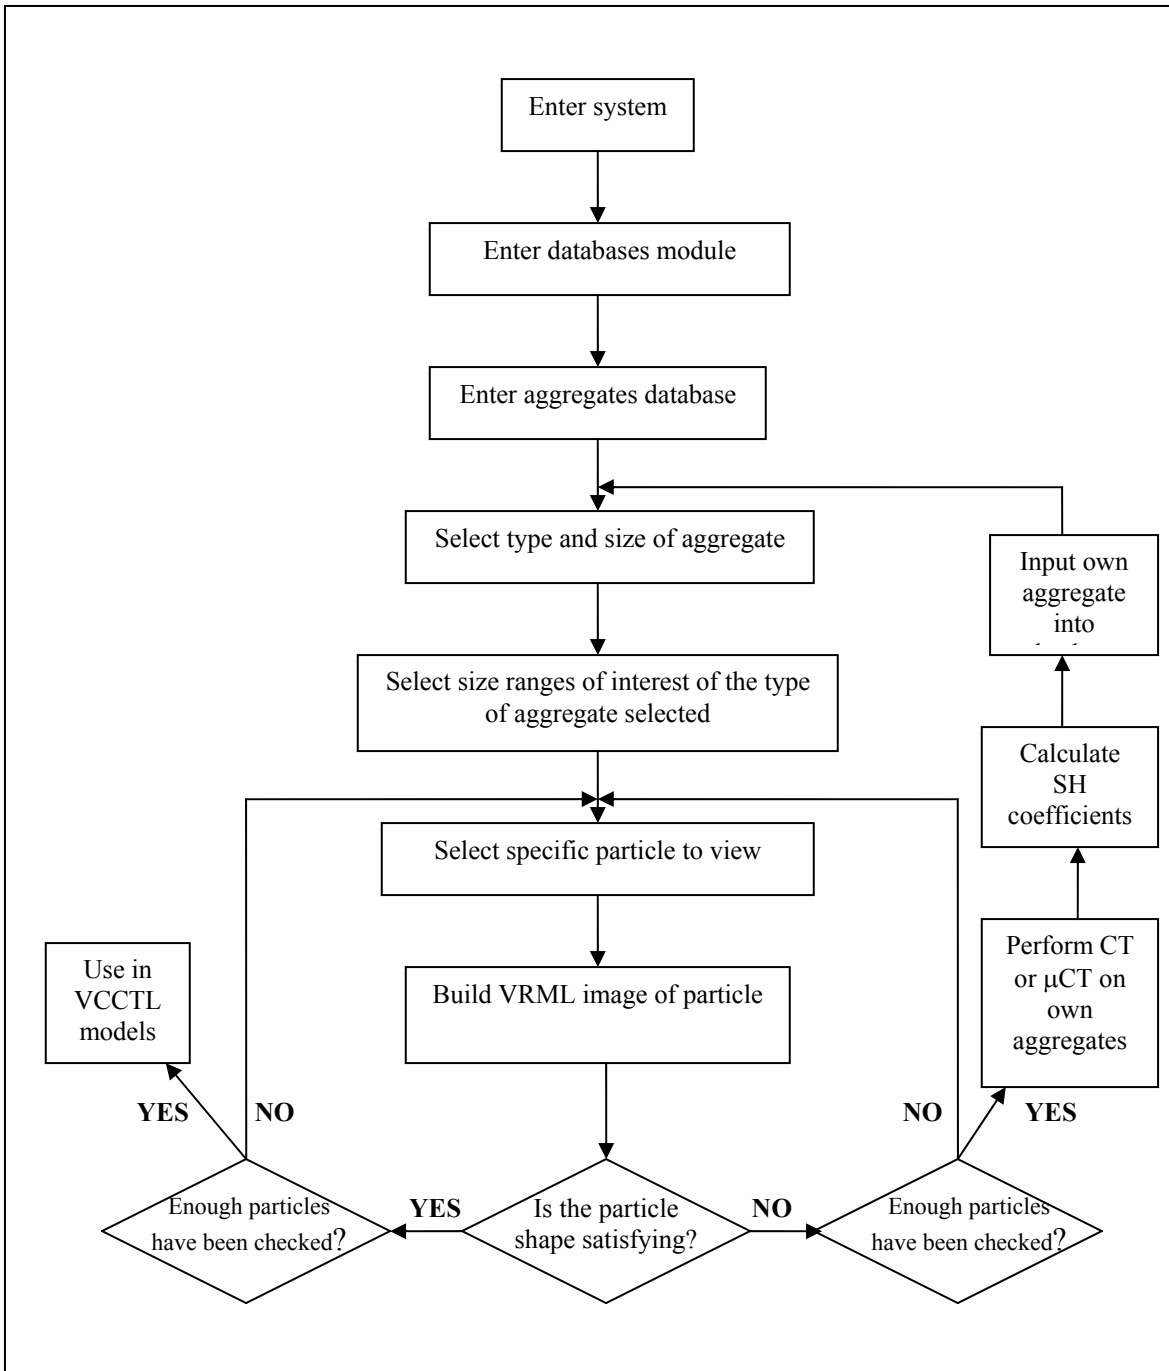 Enter system
Enter databases module
Enter aggregates database
Select type and size of aggregate
Input own
aggregate
into
Select size ranges of interest of the type
of aggregate selected
Calculate
SH
coefficients
Select specific particle to view
Use in
VCCTL
models
Build VRML image of particle
Perform CT
or μCT on
own
aggregates
YES
NO
NO
YES
Enough particles
have been checked?
YES
Is the particle
shape satisfying?
NO
Enough particles
have been checked?